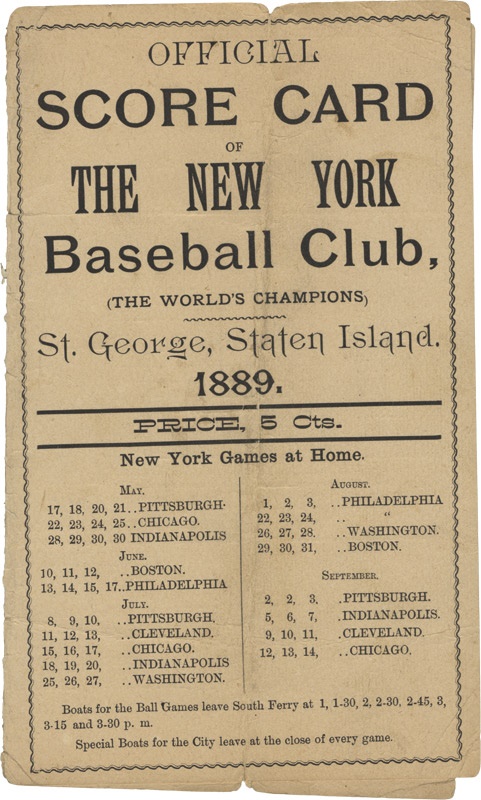 OFFICIAL
SCORE CARD
OF
THE NEW YORK
Baseball Club,
(THE WORLD'S CHAMPIONS)
St. George, Staten Island.
1889.
PRICE, 5 Cts.
New York Games at Home.
May.
17, 18, 20, 21..PITTSBURGH.
22, 23, 24, 25..CHICAGO.
28, 29, 30, 30 INDIANAPOLIS
June.
10, 11, 12, ..BOSTON.
13, 14, 15, 17..PHILADELPHIA
July.
8, 9, 10, ..PITTSBURGH.
11, 12, 13, ..CLEVELAND.
15, 16, 17, ..CHICAGO.
18, 19, 20, ..INDIANAPOLIS
25, 26, 27, ..WASHINGTON.
August.
1, 2, 3, ..PHILADELPHIA
22, 23, 24, .. "
26, 27, 28. ..WASHINGTON.
29, 30, 31, ..BOSTON.
September.
2, 2, 3. ..PITTSBURGH.
5, 6, 7, ..INDIANAPOLIS.
9, 10, 11, ..CLEVELAND.
12, 13, 14, ..CHICAGO.
Boats for the Ball Games leave South Ferry at 1, 1-30, 2, 2-30, 2-45, 3,
3-15 and 3-30 p. m.
Special Boats for the City leave at the close of every game.